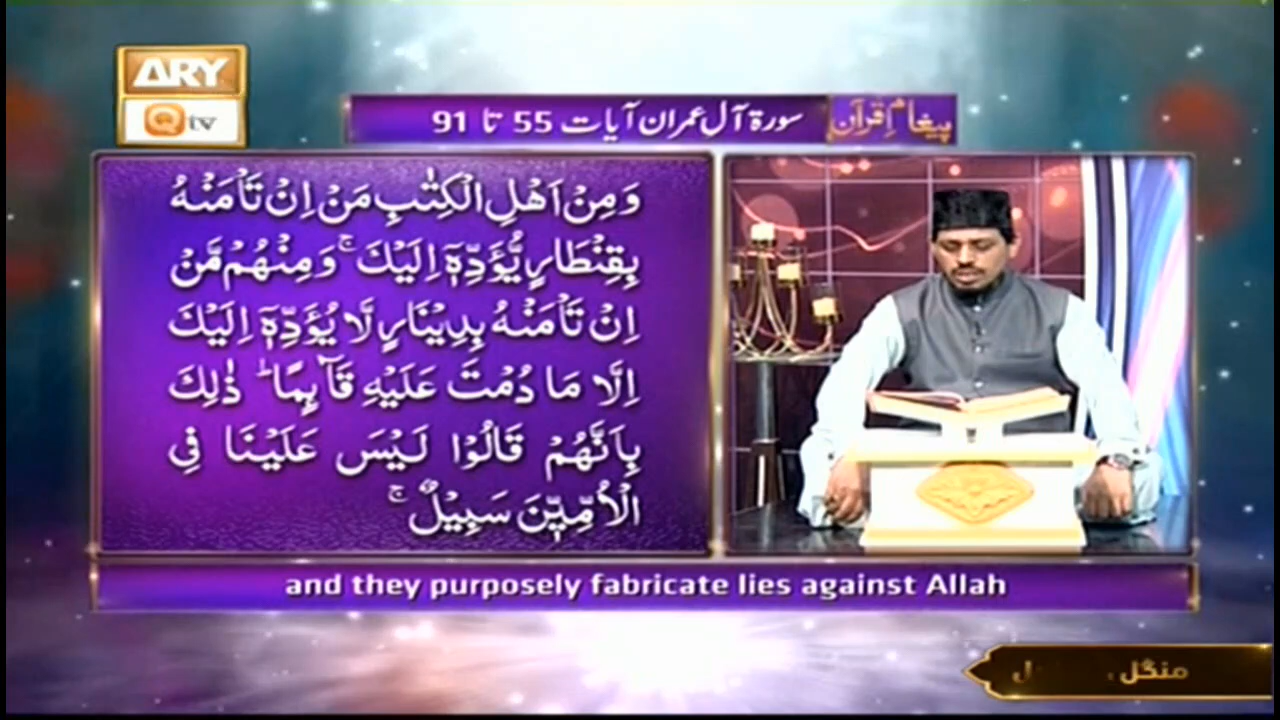 ARY
Qtv
پیغامِ قرآن
سورۃ آل عمران آیات 55 تا 91
وَ مِنۡ اَہۡلِ الۡکِتٰبِ مَنۡ اِنۡ تَاۡمَنۡہُ
بِقِنۡطَارٍ یُّؤَدِّہٖۤ اِلَیۡکَ ۚ وَ مِنۡہُمۡ مَّنۡ
اِنۡ تَاۡمَنۡہُ بِدِیۡنَارٍ لَّا یُؤَدِّہٖۤ اِلَیۡکَ
اِلَّا مَا دُمۡتَ عَلَیۡہِ قَآئِمًا ؕ ذٰلِکَ
بِاَنَّہُمۡ قَالُوۡا لَیۡسَ عَلَیۡنَا فِی
الۡاُمِّیّٖنَ سَبِیۡلٌ ۚ
and they purposely fabricate lies against Allah
منگل